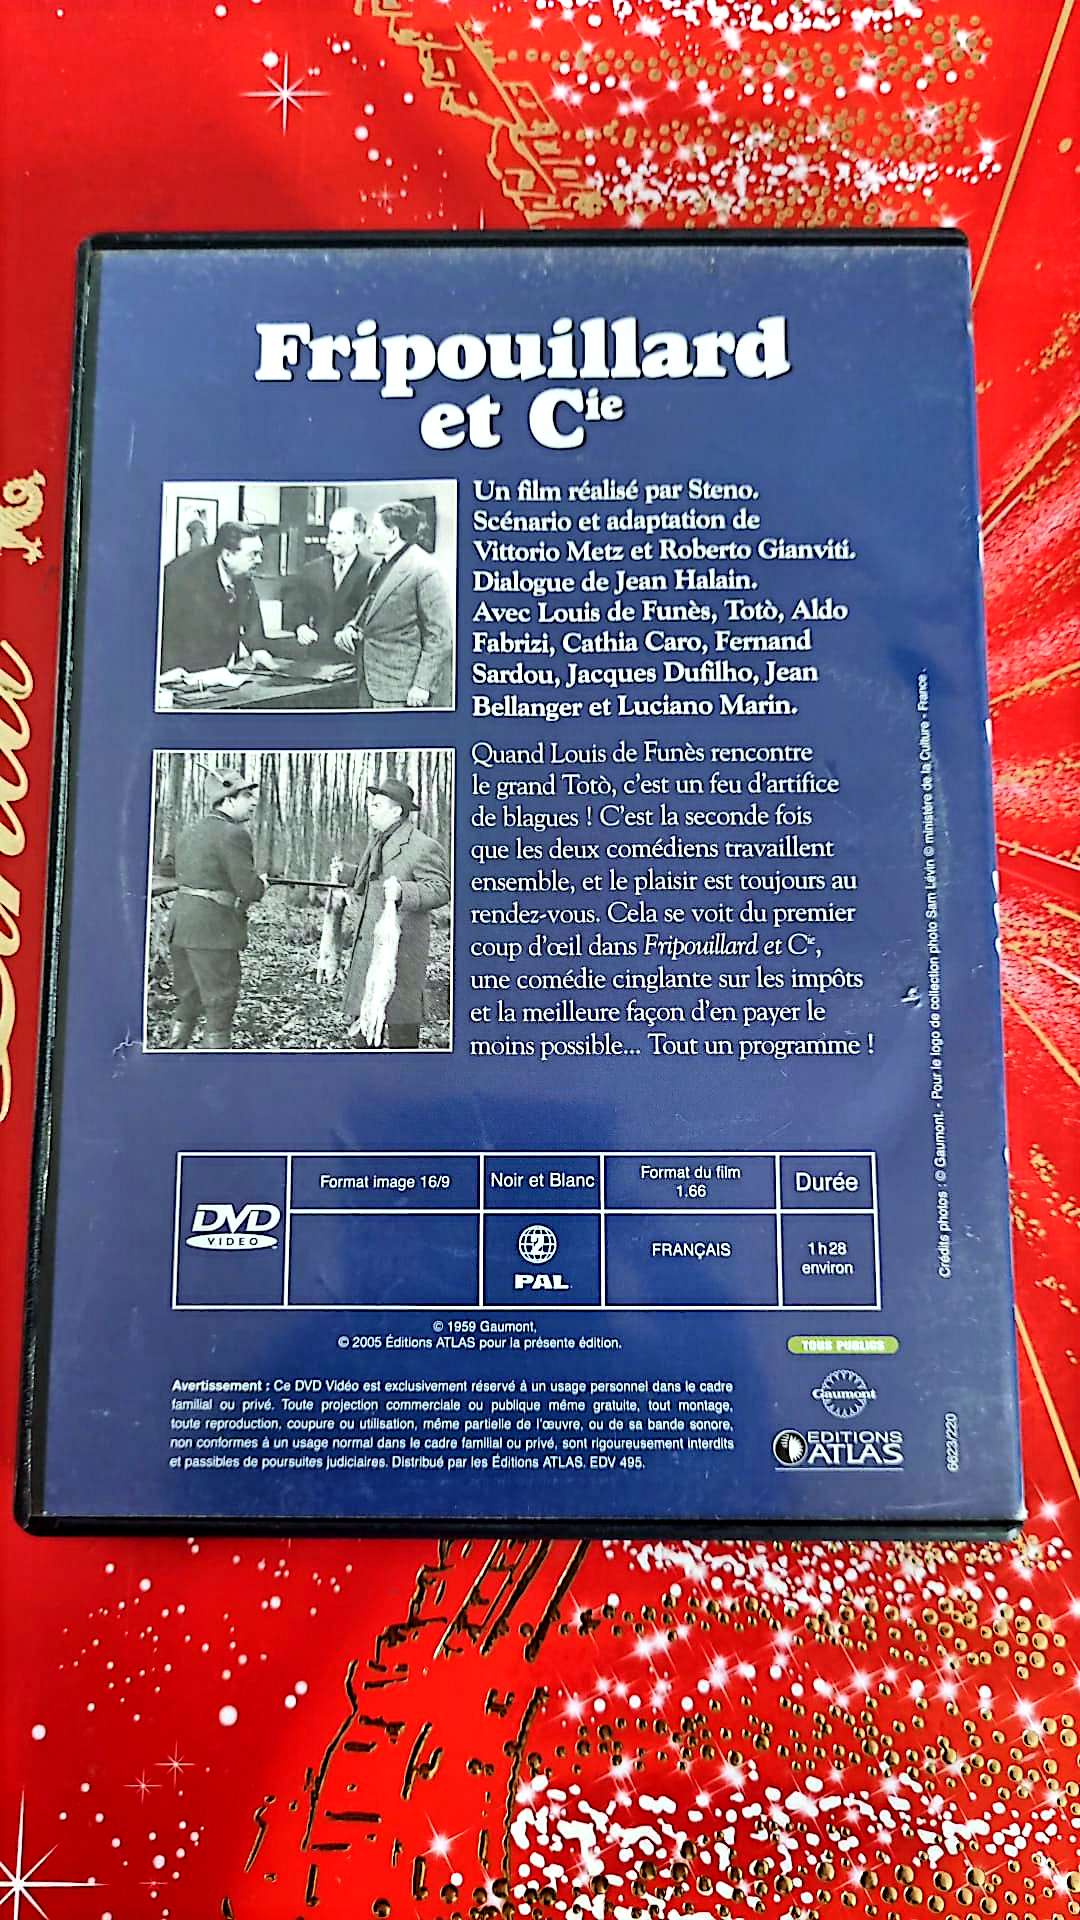 Fripouillard
et Cie
Un film réalisé par Steno.
Scénario et adaptation de
Vittorio Metz et Roberto Gianviti.
Dialogue de Jean Halain.
Avec Louis de Funès, Totò, Aldo
Fabrizi, Cathia Caro, Fernand
Sardou, Jacques Dufilho, Jean
Bellanger et Luciano Marin.
Quand Louis de Funès rencontre
le grand Totò, c'est un feu d'artifice
de blagues ! C'est la seconde fois
que les deux comédiens travaillent
ensemble, et le plaisir est toujours au
rendez-vous. Cela se voit du premier
coup d'œil dans Fripouillard et Cie,
une comédie cinglante sur les impôts
et la meilleure façon d'en payer le
moins possible... Tout un programme !
Crédits photos : © Gaumont. - Pour le logo de collection photo Sam Lévin © ministère de la Culture - France.
DVD
VIDEO
Format image 16/9
Noir et Blanc
Format du film
1.66
Durée
2
PAL
FRANÇAIS
1h28
environ
© 1959 Gaumont,
© 2005 Éditions ATLAS pour la présente édition.
TOUS PUBLICS
Avertissement : Ce DVD Vidéo est exclusivement réservé à un usage personnel dans le cadre
familial ou privé. Toute projection commerciale ou publique même gratuite, tout montage,
toute reproduction, coupure ou utilisation, même partielle de l'œuvre, ou de sa bande sonore,
non conformes à un usage normal dans le cadre familial ou privé, sont rigoureusement interdits
et passibles de poursuites judiciaires. Distribué par les Éditions ATLAS. EDV 495.
Gaumont
EDITIONS
ATLAS
6623/220